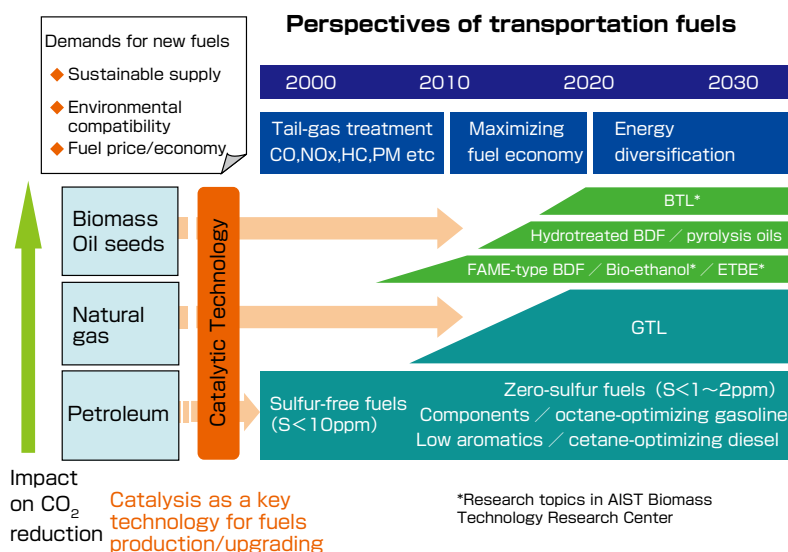 Perspectives of transportation fuels
Demands for new fuels
◆ Sustainable supply
◆ Environmental
compatibility
◆ Fuel price/economy
2000 2010 2020 2030
Tail-gas treatment
CO,NOx,HC,PM etc
Maximizing
fuel economy
Energy
diversification
Biomass
Oil seeds
Natural
gas
Petroleum
Catalytic Technology
BTL*
Hydrotreated BDF／pyrolysis oils
FAME-type BDF／Bio-ethanol*／ETBE*
GTL
Sulfur-free fuels
(S<10ppm)
Zero-sulfur fuels（S<1～2ppm）
Components／octane-optimizing gasoline
Low aromatics／cetane-optimizing diesel
Impact
on CO₂
reduction
Catalysis as a key
technology for fuels
production/upgrading
*Research topics in AIST Biomass
Technology Research Center